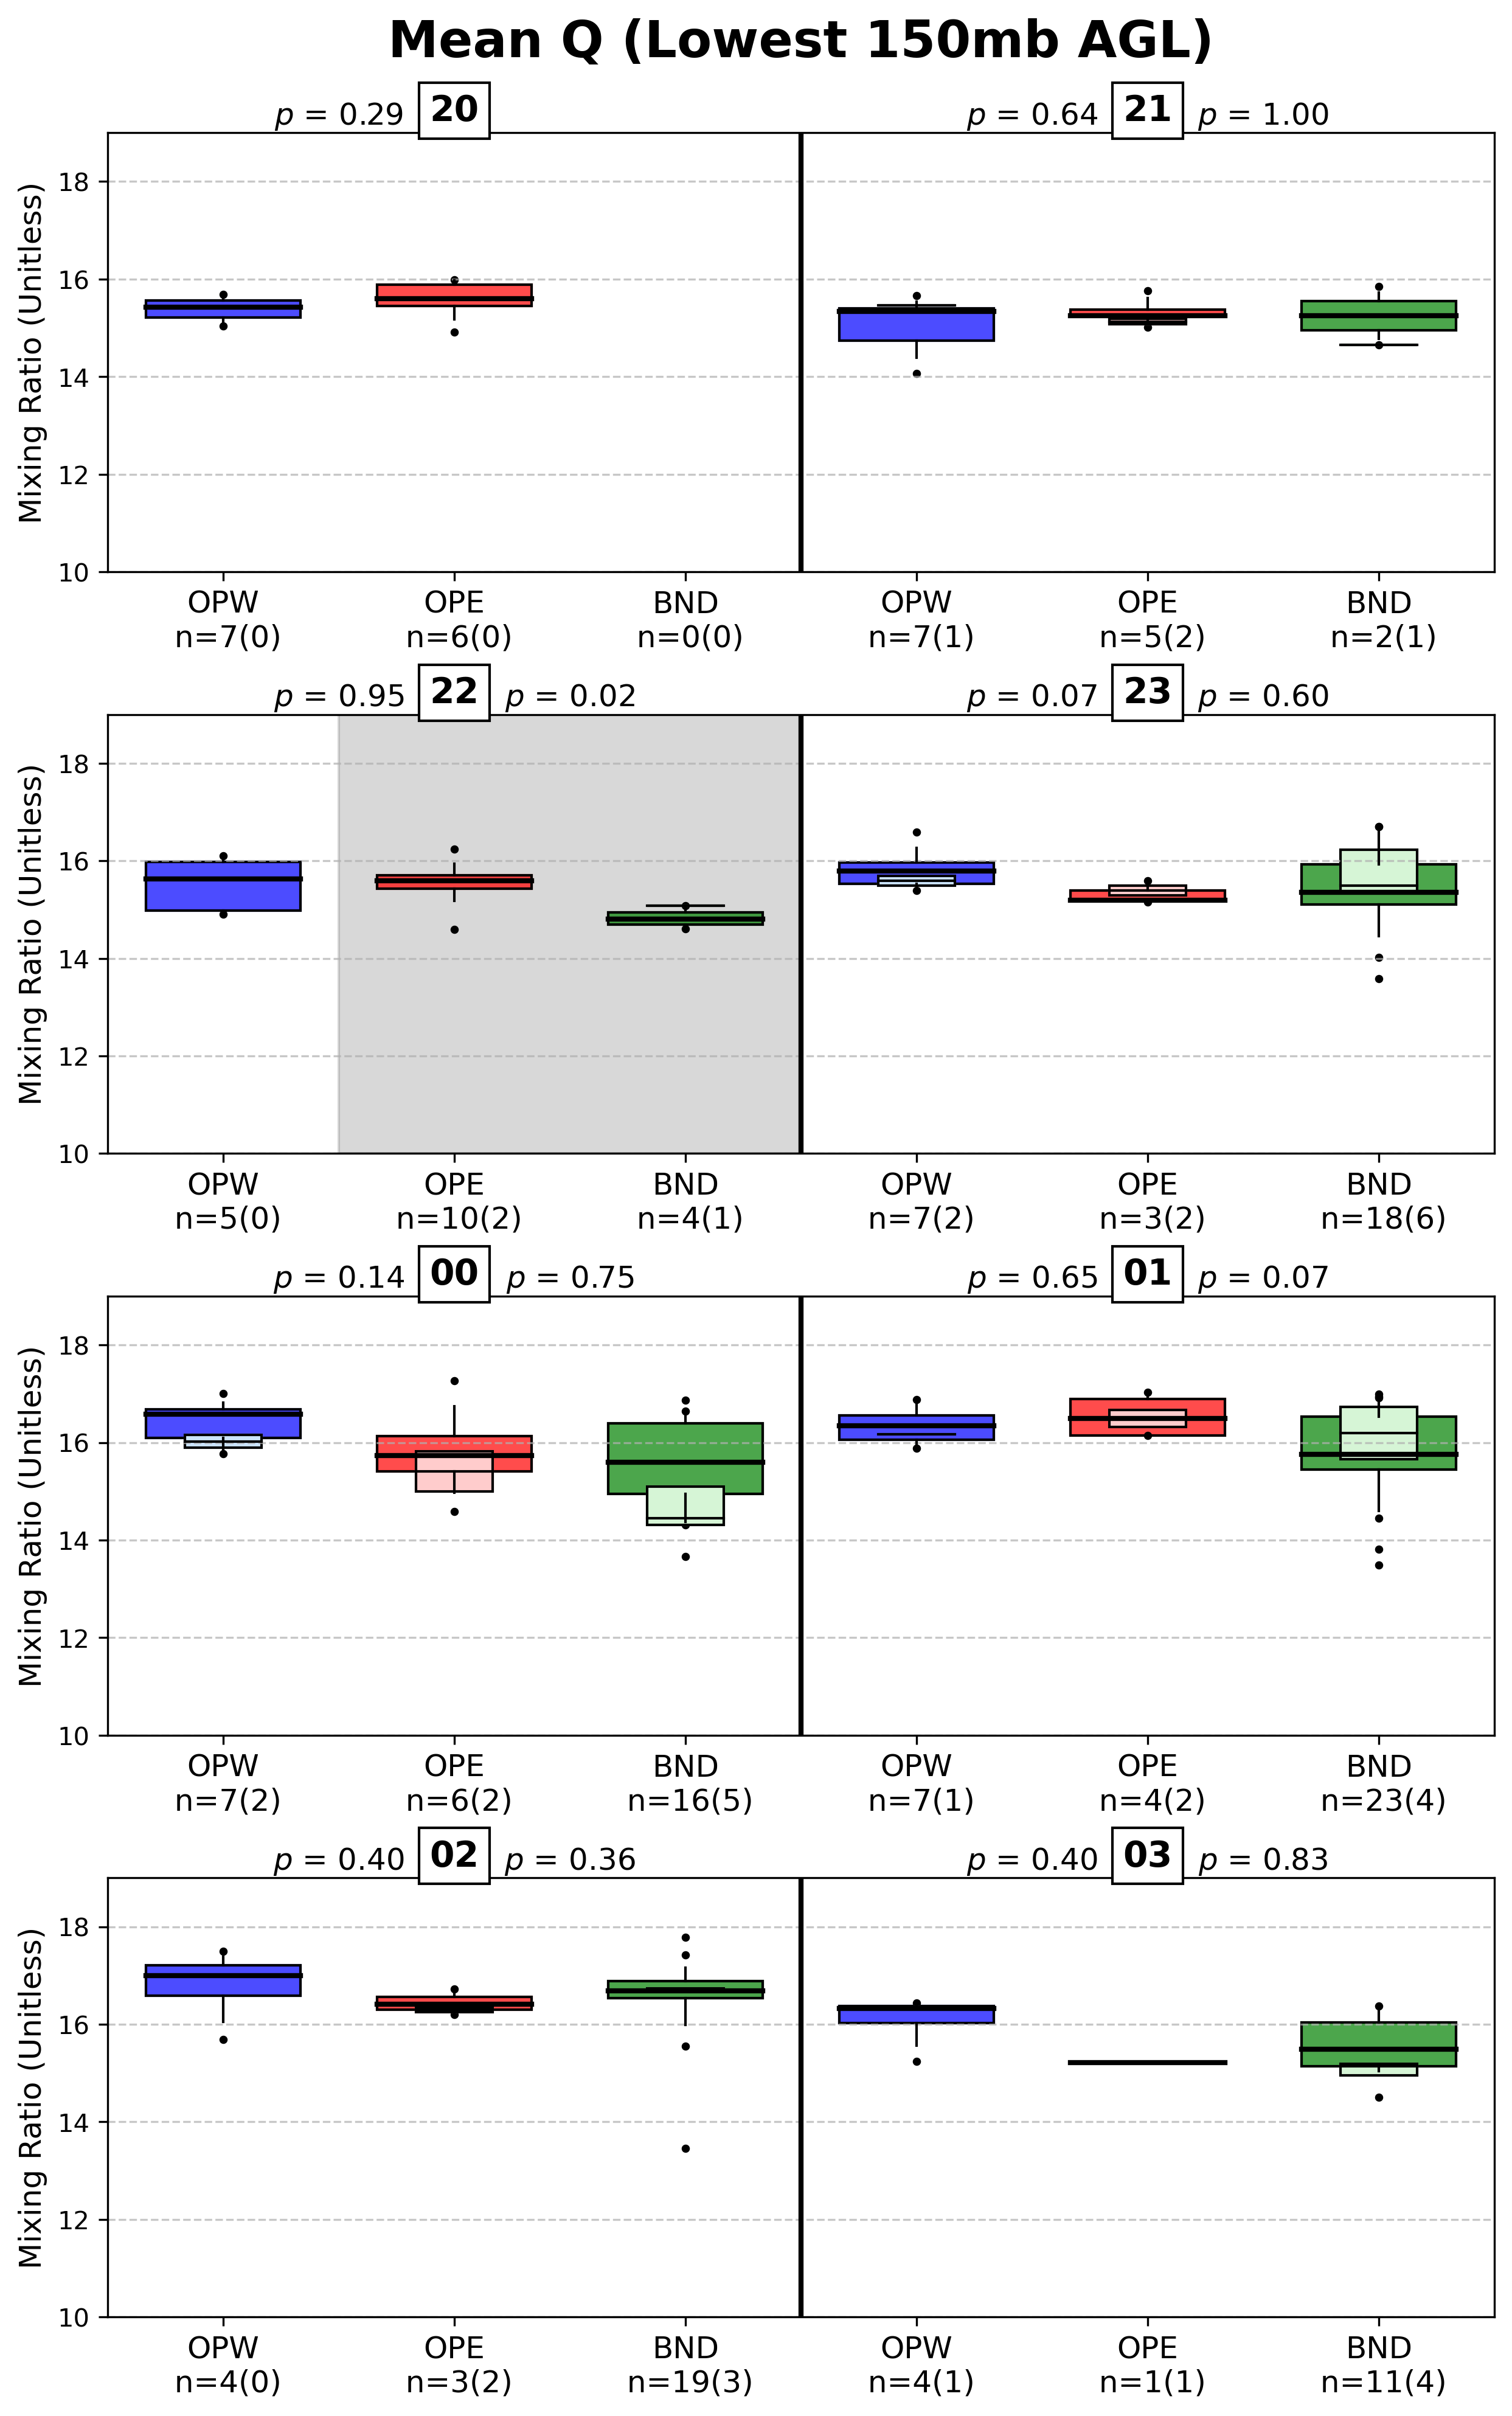 Mean Q (Lowest 150mb AGL)
p = 0.29 20
p = 0.64 21 p = 1.00
Mixing Ratio (Unitless)
18
16
14
12
10
OPW OPE BND OPW OPE BND
n=7(0) n=6(0) n=0(0) n=7(1) n=5(2) n=2(1)
p = 0.95 22 p = 0.02
p = 0.07 23 p = 0.60
Mixing Ratio (Unitless)
18
16
14
12
10
OPW OPE BND OPW OPE BND
n=5(0) n=10(2) n=4(1) n=7(2) n=3(2) n=18(6)
p = 0.14 00 p = 0.75
p = 0.65 01 p = 0.07
Mixing Ratio (Unitless)
18
16
14
12
10
OPW OPE BND OPW OPE BND
n=7(2) n=6(2) n=16(5) n=7(1) n=4(2) n=23(4)
p = 0.40 02 p = 0.36
p = 0.40 03 p = 0.83
Mixing Ratio (Unitless)
18
16
14
12
10
OPW OPE BND OPW OPE BND
n=4(0) n=3(2) n=19(3) n=4(1) n=1(1) n=11(4)